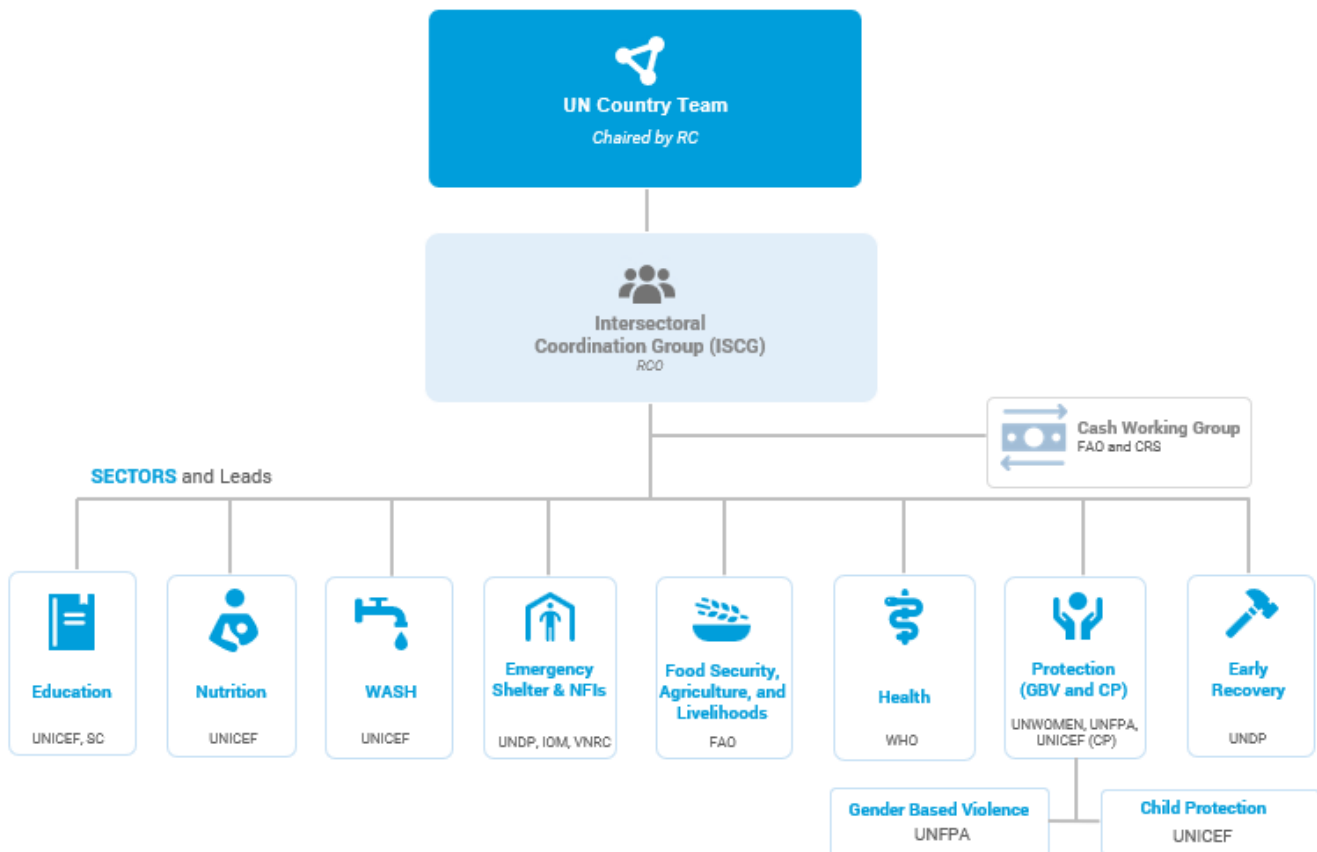 UN Country Team
Chaired by RC
Intersectoral
Coordination Group (ISCG)
RCO
Cash Working Group
FAO and CRS
SECTORS and Leads
Education
UNICEF, SC
Nutrition
UNICEF
WASH
UNICEF
Emergency
Shelter & NFIs
UNDP, IOM, VNRC
Food Security,
Agriculture, and
Livelihoods
FAO
Health
WHO
Protection
(GBV and CP)
UNWOMEN, UNFPA,
UNICEF (CP)
Early
Recovery
UNDP
Gender Based Violence
UNFPA
Child Protection
UNICEF